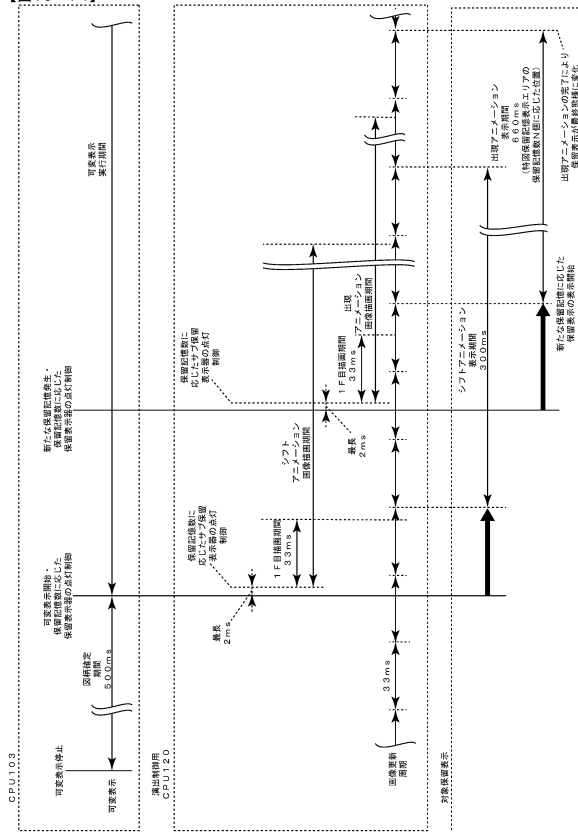 CPU103
可変表示停止
可変表示
図柄確定
期間
500ms
可変表示開始
保留記憶数に応じた
保留表示器の点灯制御
新たな保留記憶発生・
保留記憶数に応じた
保留表示器の点灯制御
可変表示
実行期間
演出制御用
CPU120
最長
2ms
保留記憶数に
応じたサブ保留
表示器の点灯
制御
1F目描画期間
33ms
シフト
アニメーション
画像描画期間
最長
2ms
保留記憶数に
応じたサブ保留
表示器の点灯
制御
1F目描画期間
33ms
出現
アニメーション
画像描画期間
画像更新
周期
33ms
対象保留表示
シフトアニメーション
表示期間
300ms
新たな保留記憶に応じた
保留表示の表示開始
出現アニメーション
表示期間
660ms
(特図保留記憶表示エリアの
保留記憶数N個に応じた位置)
出現アニメーションの完了により
保留表示が最終態様に変化